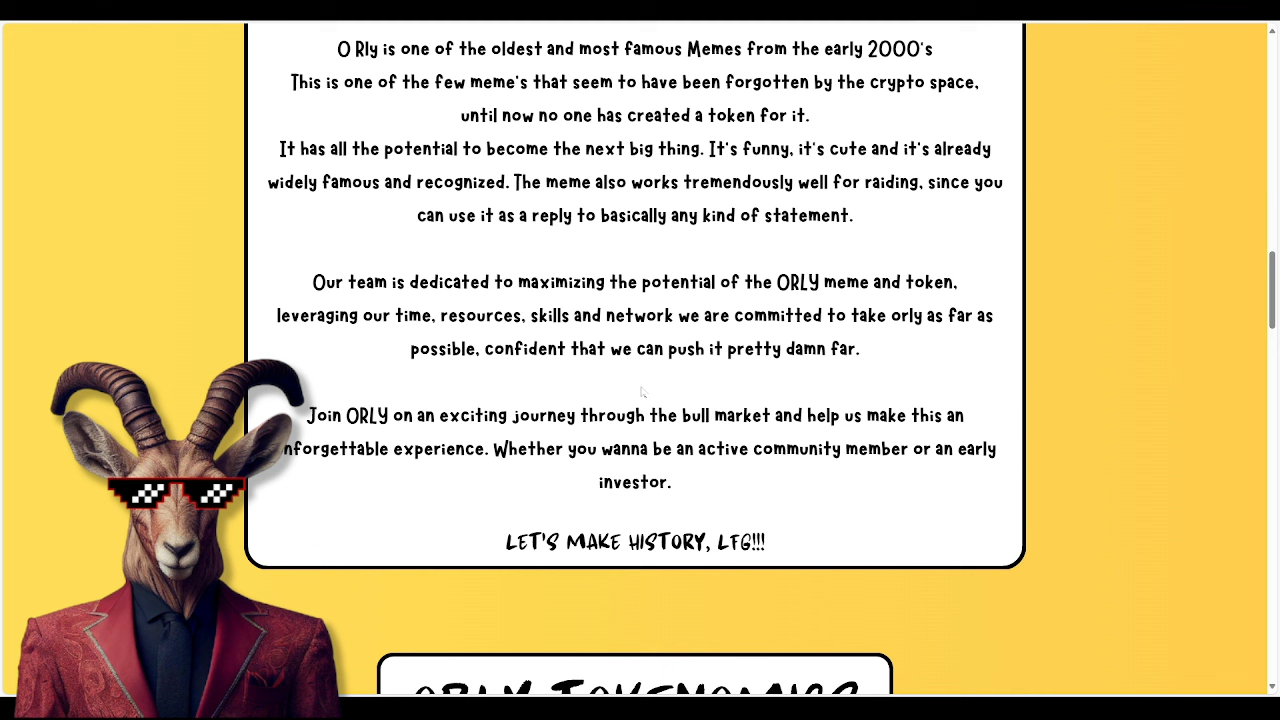 O Rly is one of the oldest and most famous Memes from the early 2000's
This is one of the few meme's that seem to have been forgotten by the crypto space,
until now no one has created a token for it.
It has all the potential to become the next big thing. It's funny, it's cute and it's already
widely famous and recognized. The meme also works tremendously well for raiding, since you
can use it as a reply to basically any kind of statement.
Our team is dedicated to maximizing the potential of the ORLY meme and token,
leveraging our time, resources, skills and network we are committed to take orly as far as
possible, confident that we can push it pretty damn far.
Join ORLY on an exciting journey through the bull market and help us make this an
nforgettable experience. Whether you wanna be an active community member or an early
investor.
LET'S MAKE HISTORY, LFG!!!
ORLY TOKENOMICS